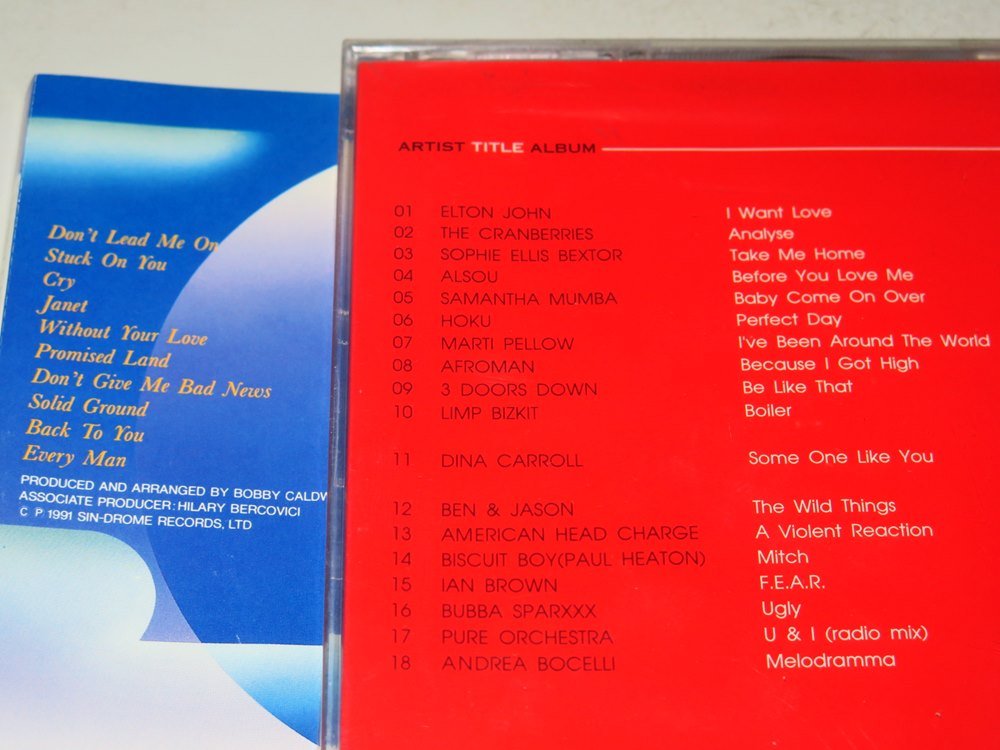 Don't Lead Me On
Stuck On You
Cry
Janet
Without Your Love
Promised Land
Don't Give Me Bad News
Solid Ground
Back To You
Every Man
PRODUCED AND ARRANGED BY BOBBY CALDW
ASSOCIATE PRODUCER: HILARY BERCOVICI
C P 1991 SIN-DROME RECORDS, LTD
ARTIST TITLE ALBUM
01 ELTON JOHN I Want Love
02 THE CRANBERRIES Analyse
03 SOPHIE ELLIS BEXTOR Take Me Home
04 ALSOU Before You Love Me
05 SAMANTHA MUMBA Baby Come On Over
06 HOKU Perfect Day
07 MARTI PELLOW I've Been Around The World
08 AFROMAN Because I Got High
09 3 DOORS DOWN Be Like That
10 LIMP BIZKIT Boiler
11 DINA CARROLL Some One Like You
12 BEN & JASON The Wild Things
13 AMERICAN HEAD CHARGE A Violent Reaction
14 BISCUIT BOY(PAUL HEATON) Mitch
15 IAN BROWN F.E.A.R.
16 BUBBA SPARXXX Ugly
17 PURE ORCHESTRA U & I (radio mix)
18 ANDREA BOCELLI Melodramma